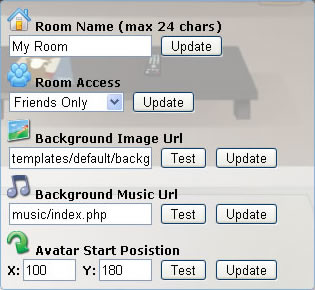 Room Name (max 24 chars)
My Room Update
Room Access
Friends Only Update
Background Image Url
templates/default/backg Test Update
Background Music Url
music/index.php Test Update
Avatar Start Posistion
X: 100 Y: 180 Test Update